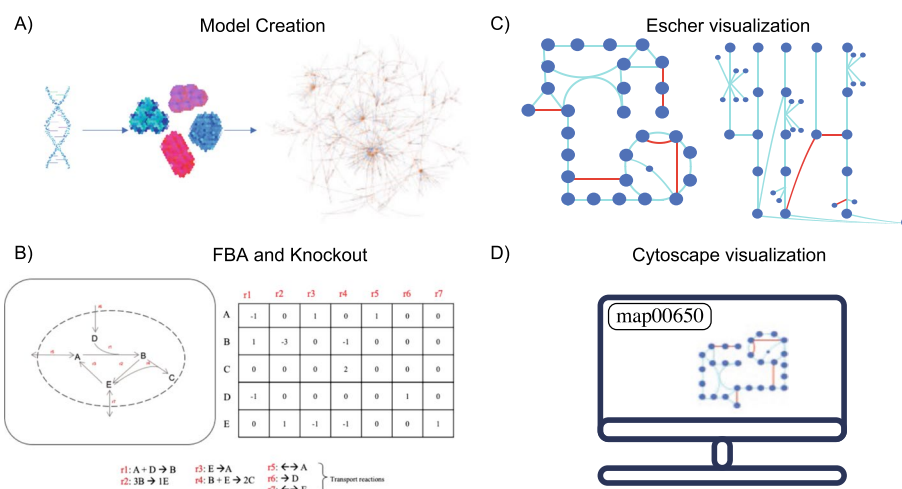 A) Model Creation
C) Escher visualization
B) FBA and Knockout
r1 r2 r3 r4 r5 r6 r7
A -1 0 1 0 1 0 0
B 1 -3 0 -1 0 0 0
C 0 0 0 2 0 0 0
D -1 0 0 0 0 1 0
E 0 1 -1 -1 0 0 1
D
A
B
E
C
r1: A + D → B
r2: 3B → 1E
r3: E → A
r4: B + E → 2C
r5: ←→ A
r6: → D
r7: ←→ E
Transport reactions
D) Cytoscape visualization
map00650